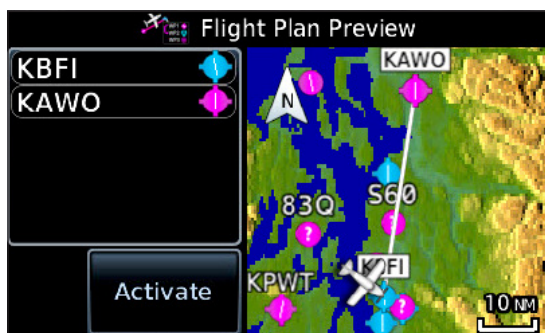 Flight Plan Preview
KBFI
KAWO
Activate
KAWO
N
S60
83Q
?
?
KBFI
KPWT
?
?
10 NM